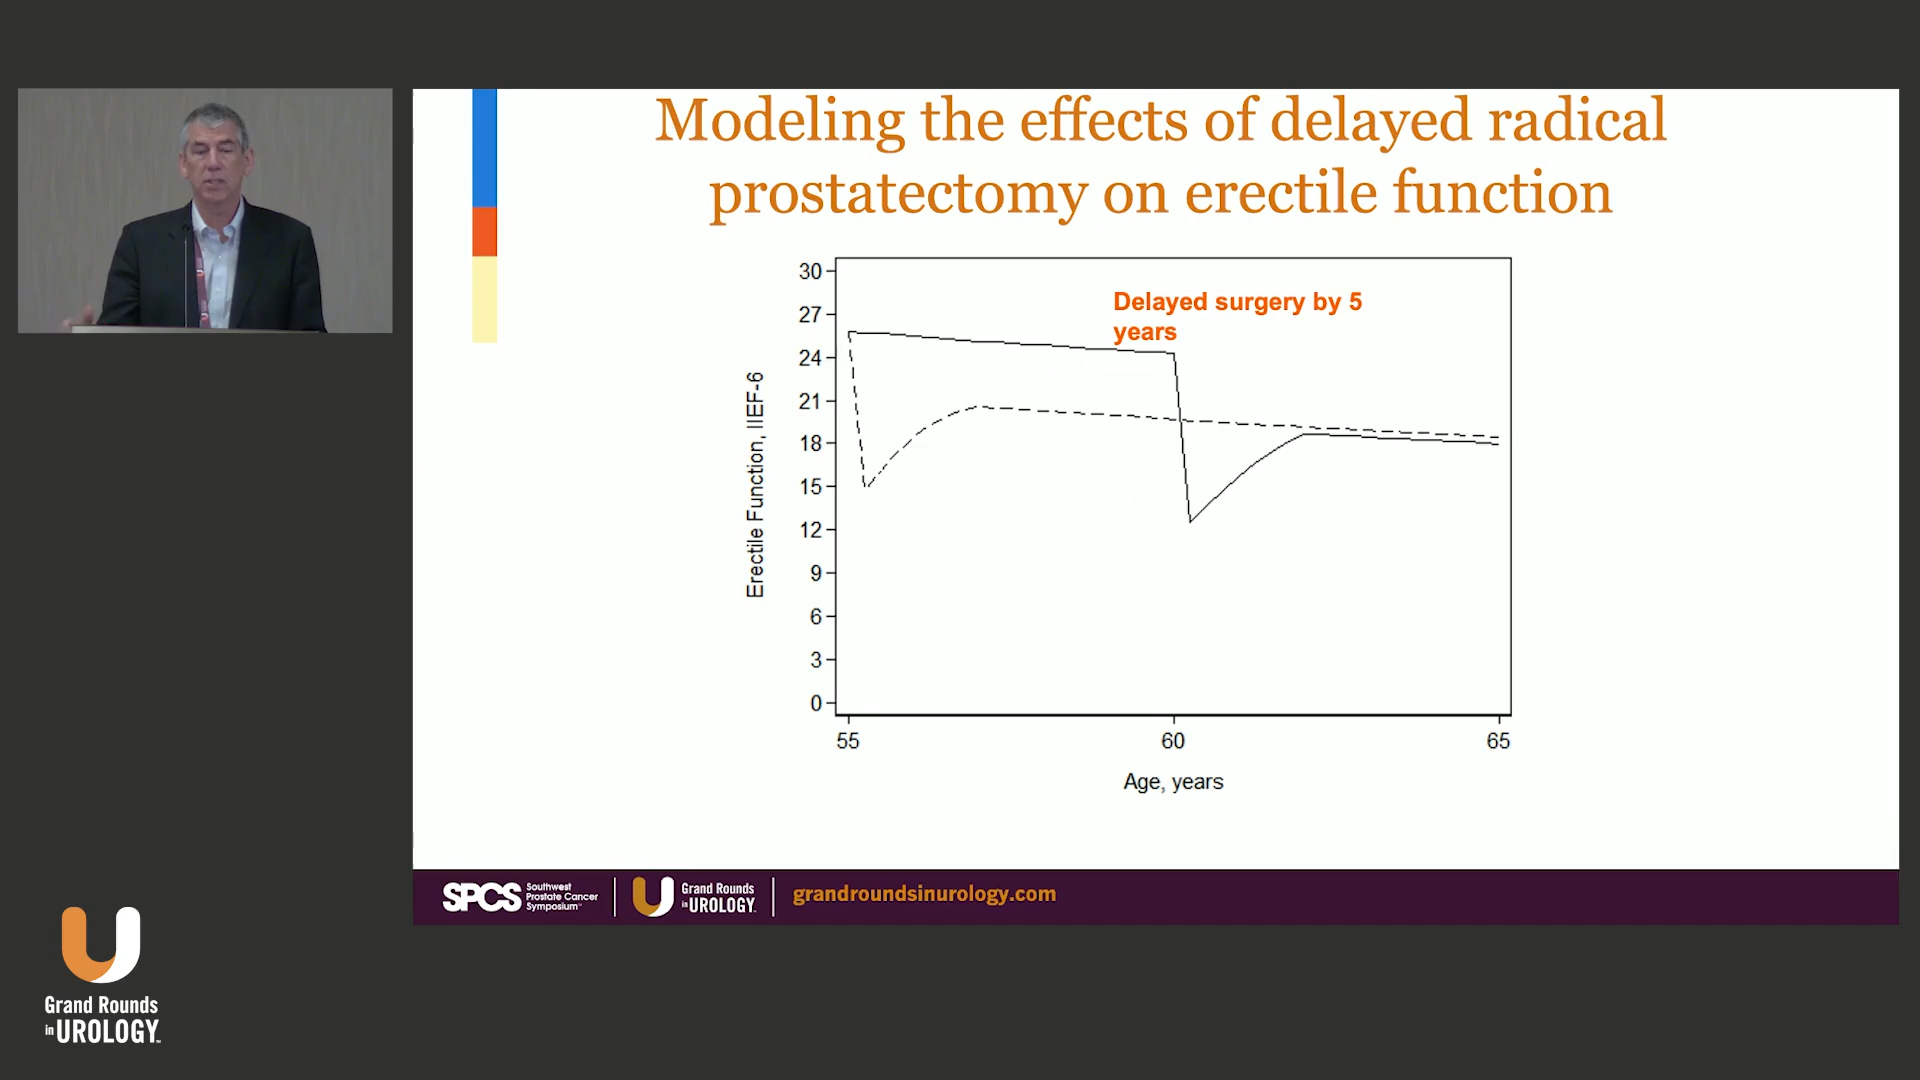 Modeling the effects of delayed radical
prostatectomy on erectile function
Delayed surgery by 5
years
Erectile Function, IIEF-6
30
27
24
21
18
15
12
9
6
3
0
55
60
65
Age, years
SPCS
Southwest
Prostate Cancer
Symposium™
Grand Rounds
in UROLOGY
grandroundsinurology.com
Grand Rounds
in UROLOGY™